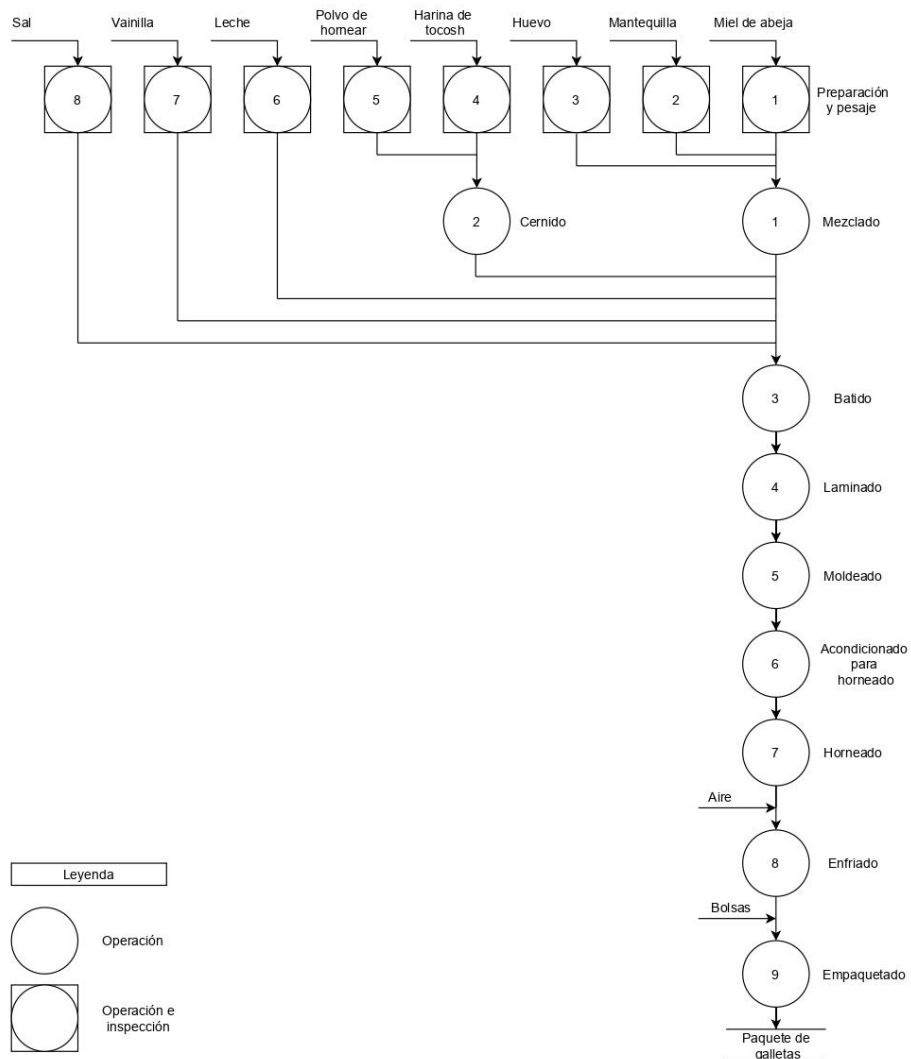 Sal
Vainilla
Leche
Polvo de
hornear
Harina de
tocosh
Huevo
Mantequilla
Miel de abeja
8
7
6
5
4
3
2
1
Preparación
y pesaje
2
Cernido
1
Mezclado
3
Batido
4
Laminado
5
Moldeado
6
Acondicionado
para
horneado
7
Horneado
Aire
8
Enfriado
Bolsas
9
Empaquetado
Paquete de
galletas
Leyenda
Operación
Operación e
inspección